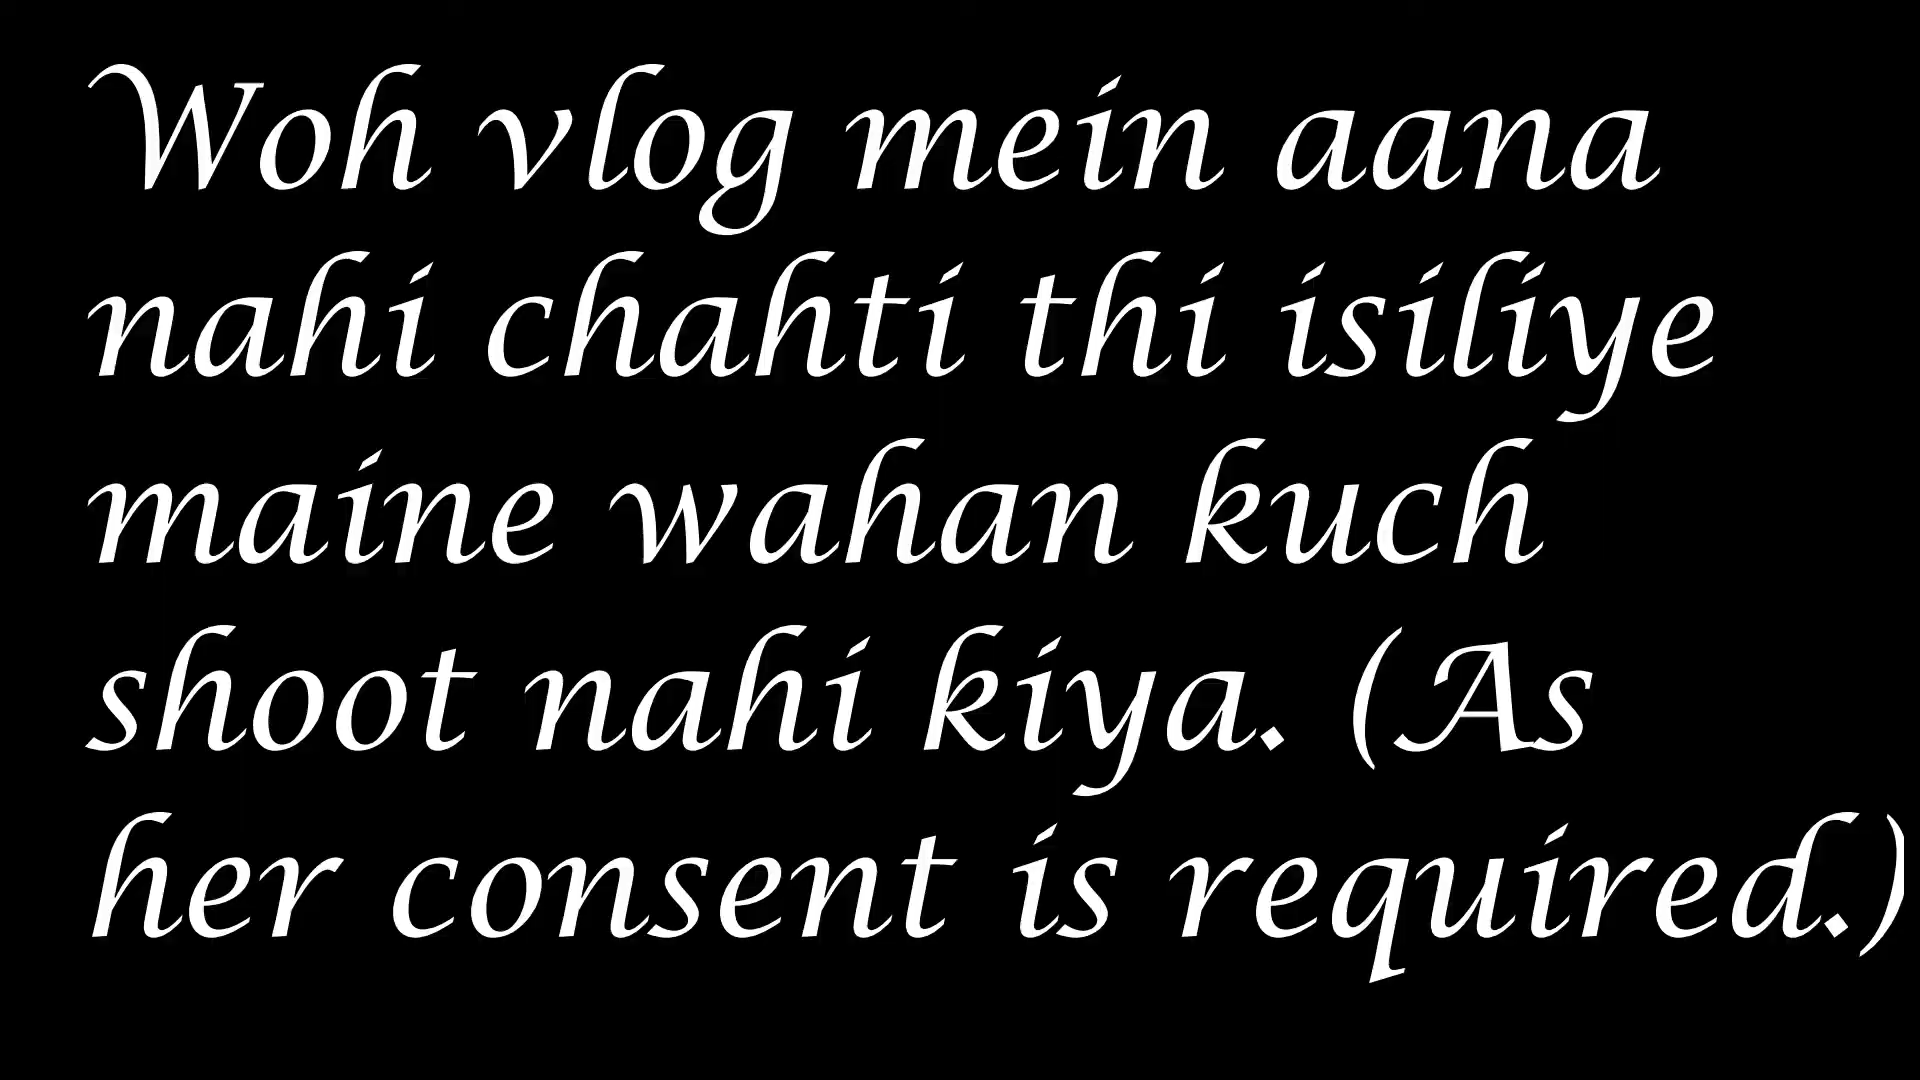 Woh vlog mein aana
nahi chahti thi isiliye
maine wahan kuch
shoot nahi kiya. (As
her consent is required.)